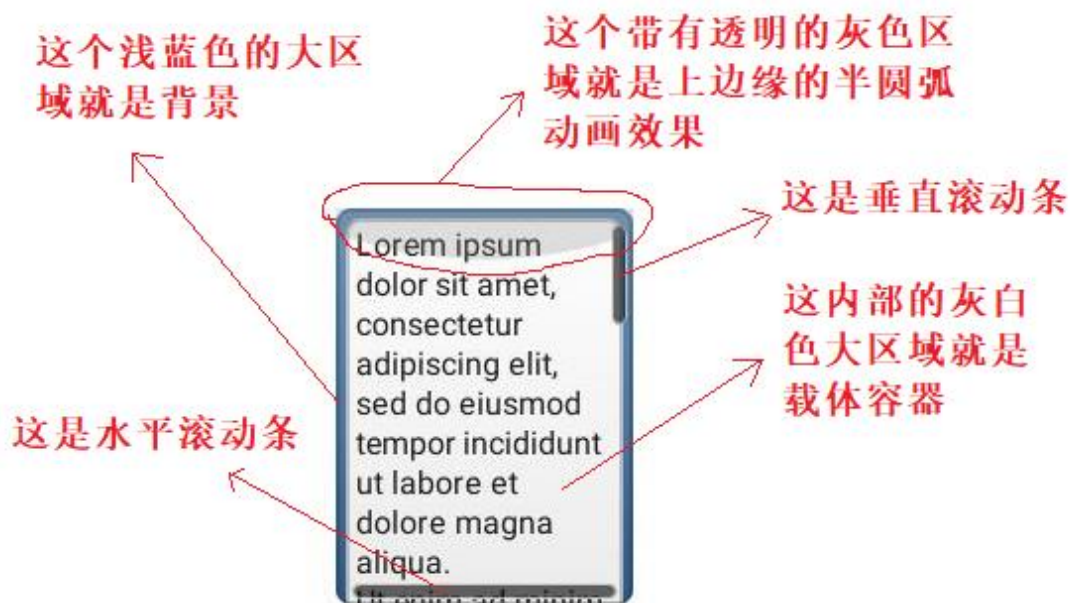 这个浅蓝色的大区
域就是背景
这个带有透明的灰色区
域就是上边缘的半圆弧
动画效果
这是垂直滚动条
这内部的灰白
色大区域就是
载体容器
这是水平滚动条
Lorem ipsum
dolor sit amet,
consectetur
adipiscing elit,
sed do eiusmod
tempor incididunt
ut labore et
dolore magna
aliqua.
Ut enim ad minim